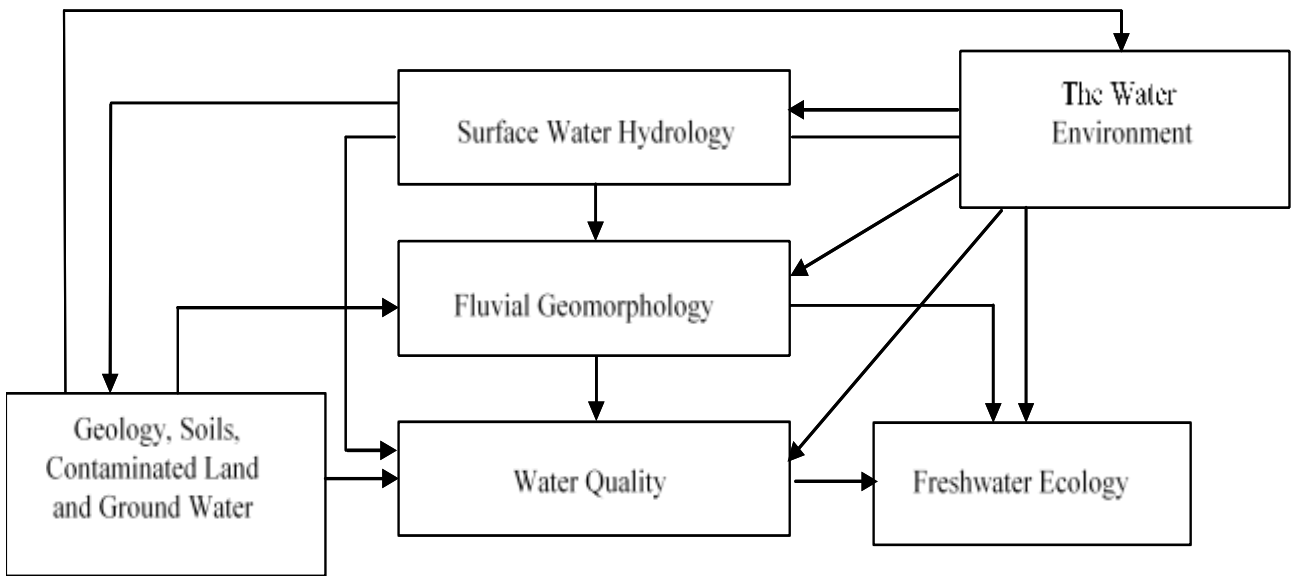 The Water
Environment
Surface Water Hydrology
Fluvial Geomorphology
Geology, Soils,
Contaminated Land
and Ground Water
Water Quality
Freshwater Ecology